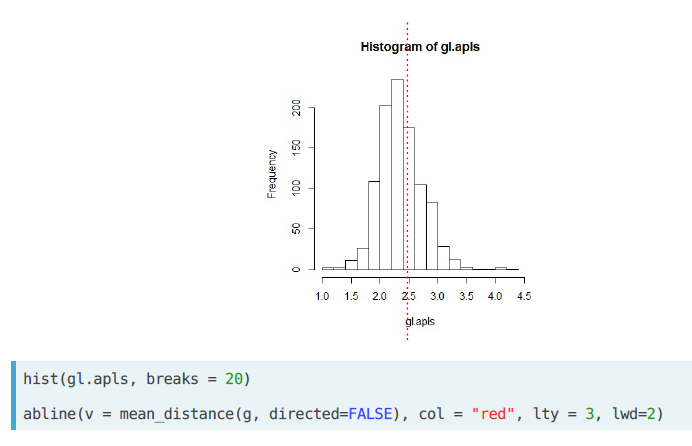 Histogram of gl.apls
Frequency
200
150
100
50
0
1.0 1.5 2.0 2.5 3.0 3.5 4.0 4.5
gl.apls
hist(gl.apls, breaks = 20)
abline(v = mean_distance(g, directed=FALSE), col = "red", lty = 3, lwd=2)